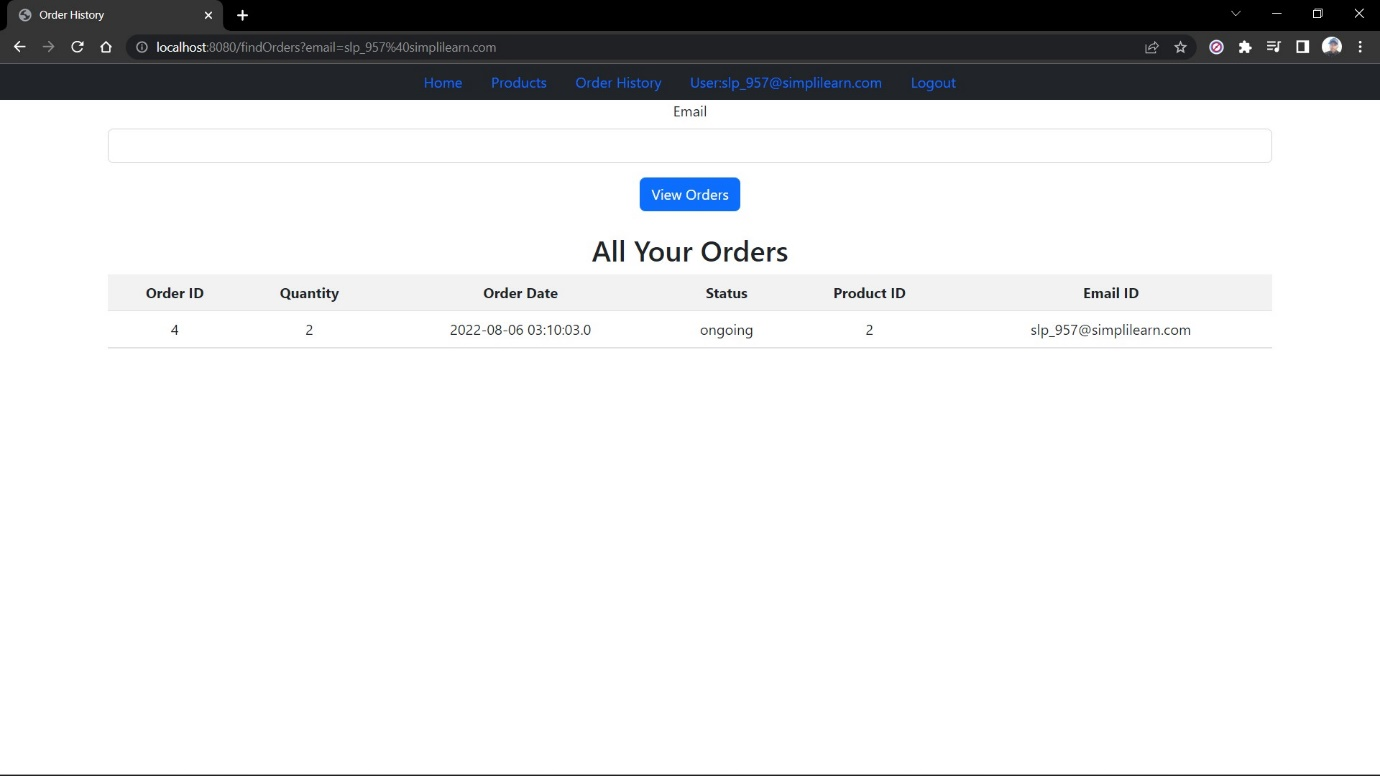 Order History
localhost:8080/findOrders?email=slp_957%40simplilearn.com
Home Products Order History User:slp_957@simplilearn.com Logout
Email
View Orders
All Your Orders
Order ID Quantity Order Date Status Product ID Email ID
4 2 2022-08-06 03:10:03.0 ongoing 2 slp_957@simplilearn.com